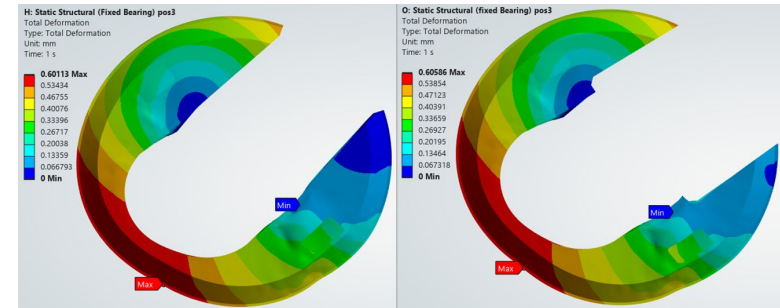 H: Static Structural (Fixed Bearing) pos3
Total Deformation
Type: Total Deformation
Unit: mm
Time: 1 s
0.60113 Max
0.53434
0.46755
0.40076
0.33396
0.26717
0.20038
0.13359
0.066793
0 Min
Min
Max
O: Static Structural (Fixed Bearing) pos3
Total Deformation
Type: Total Deformation
Unit: mm
Time: 1 s
0.60586 Max
0.53854
0.47123
0.40391
0.33659
0.26927
0.20195
0.13464
0.067318
0 Min
Min
Max